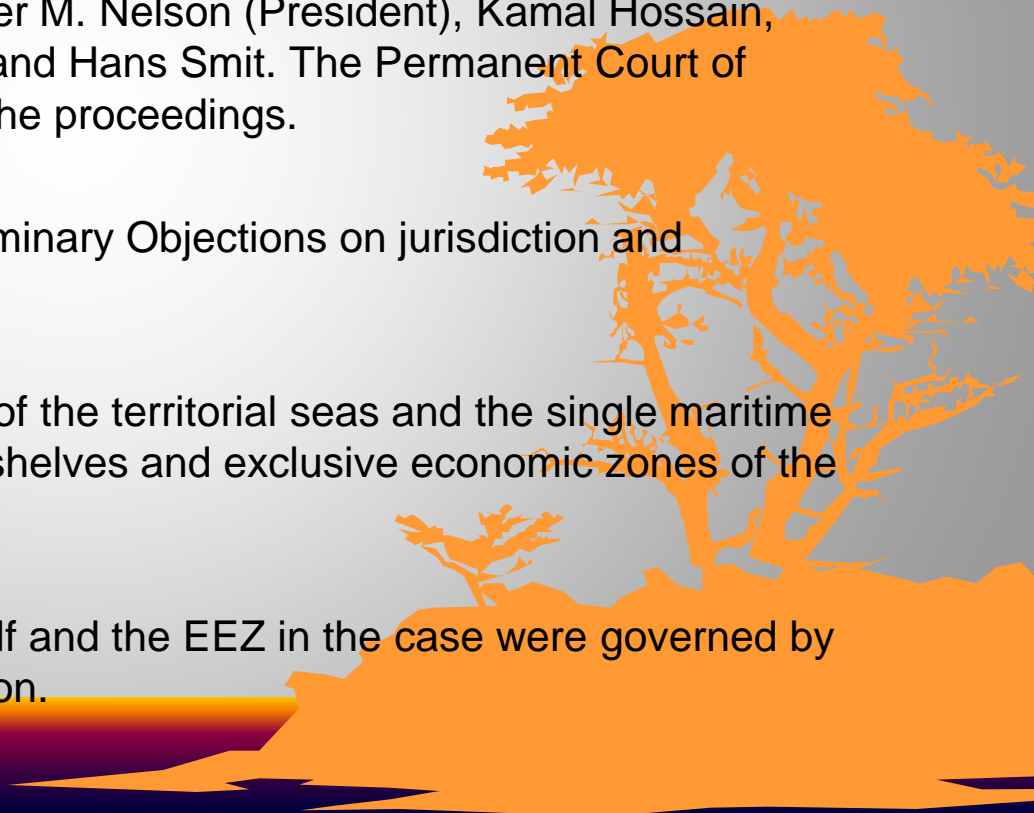 er M. Nelson (President), Kamal Hossain,
and Hans Smit. The Permanent Court of
he proceedings.
minary Objections on jurisdiction and
of the territorial seas and the single maritime
shelves and exclusive economic zones of the
lf and the EEZ in the case were governed by
on.